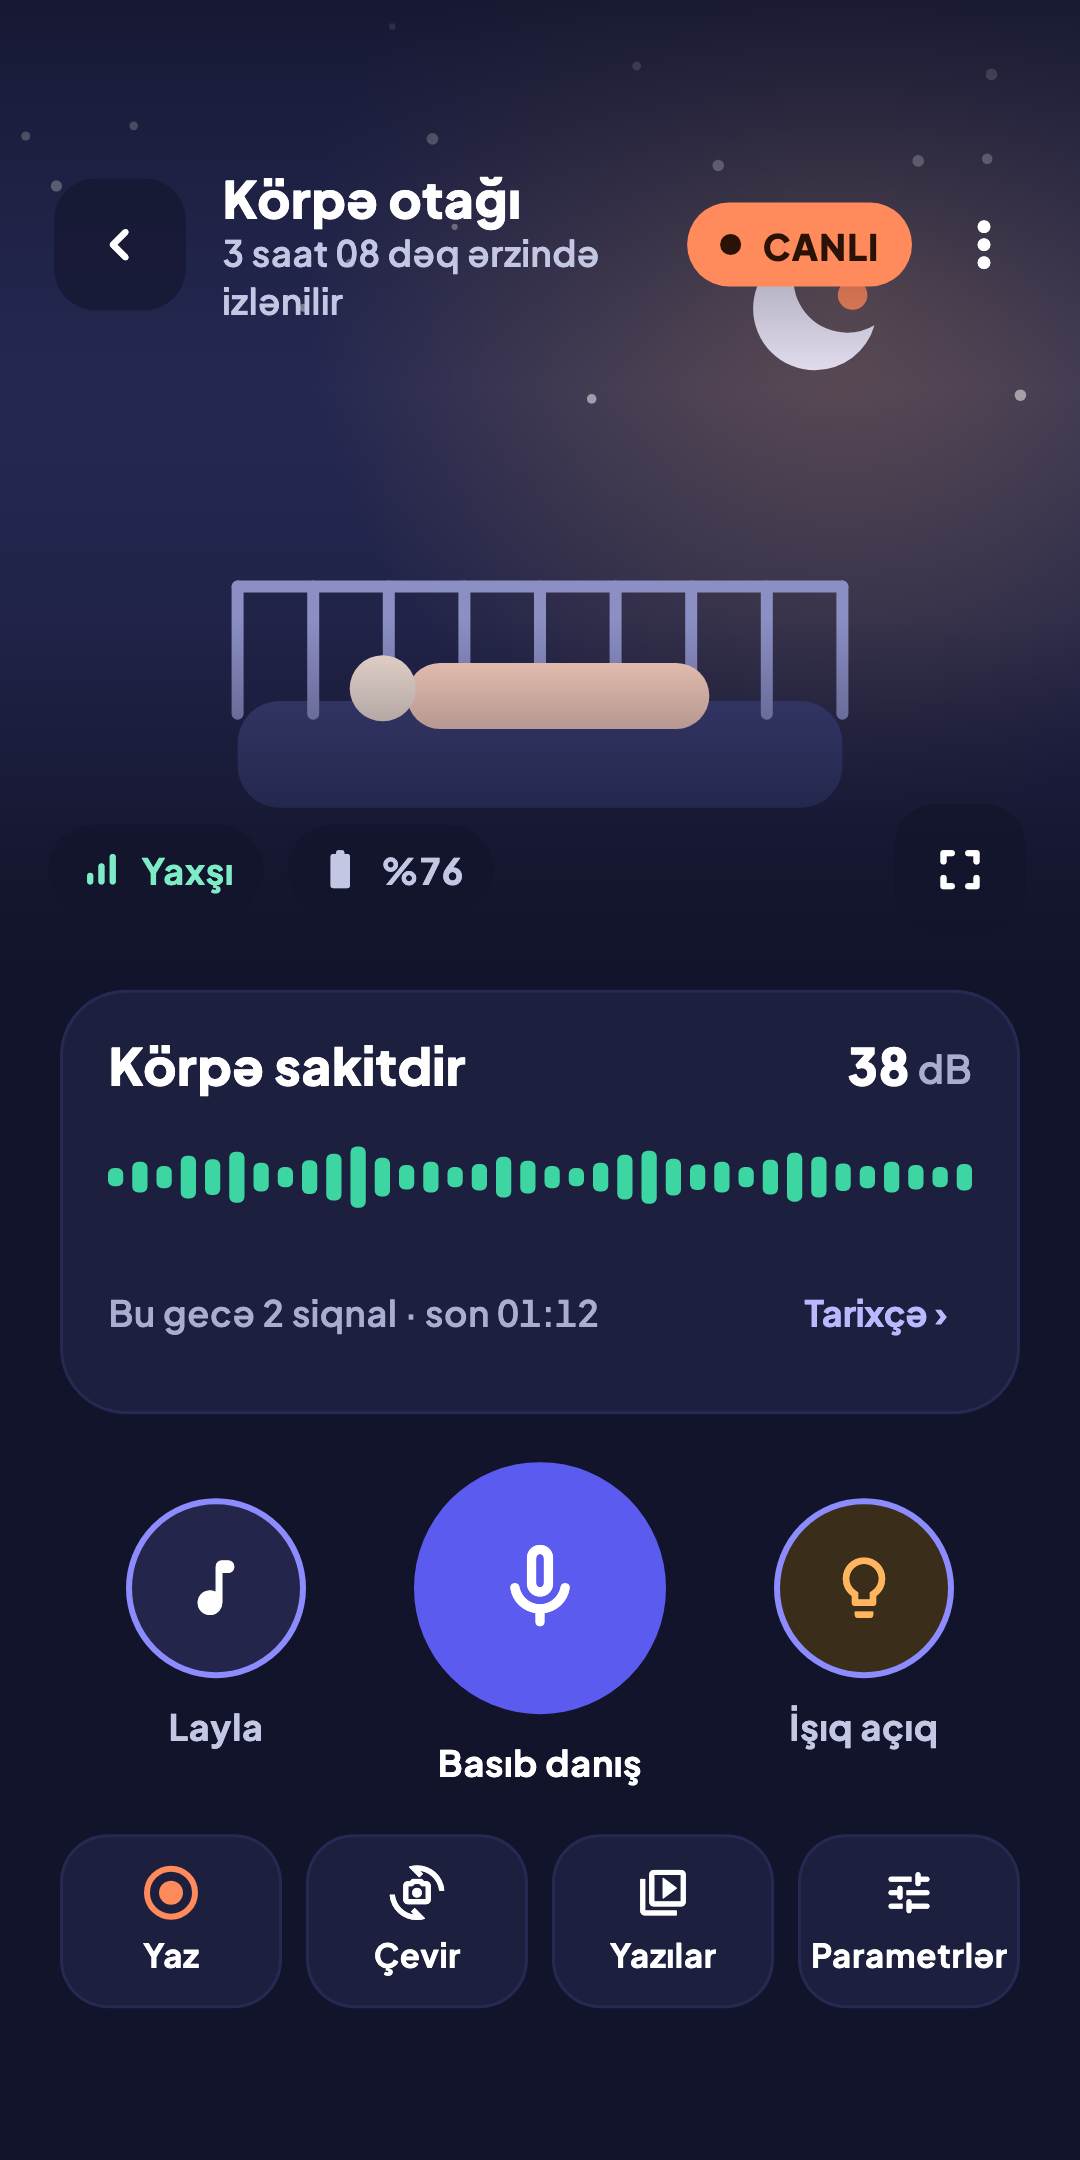 Körpə otağı
3 saat 08 dəq ərzində
izlənilir
CANLI
Yaxşı
%76
Körpə sakitdir
38 dB
Bu gecə 2 siqnal · son 01:12
Tarixçə ›
Layla
Basıb danış
İşıq açıq
Yaz
Çevir
Yazılar
Parametrlər